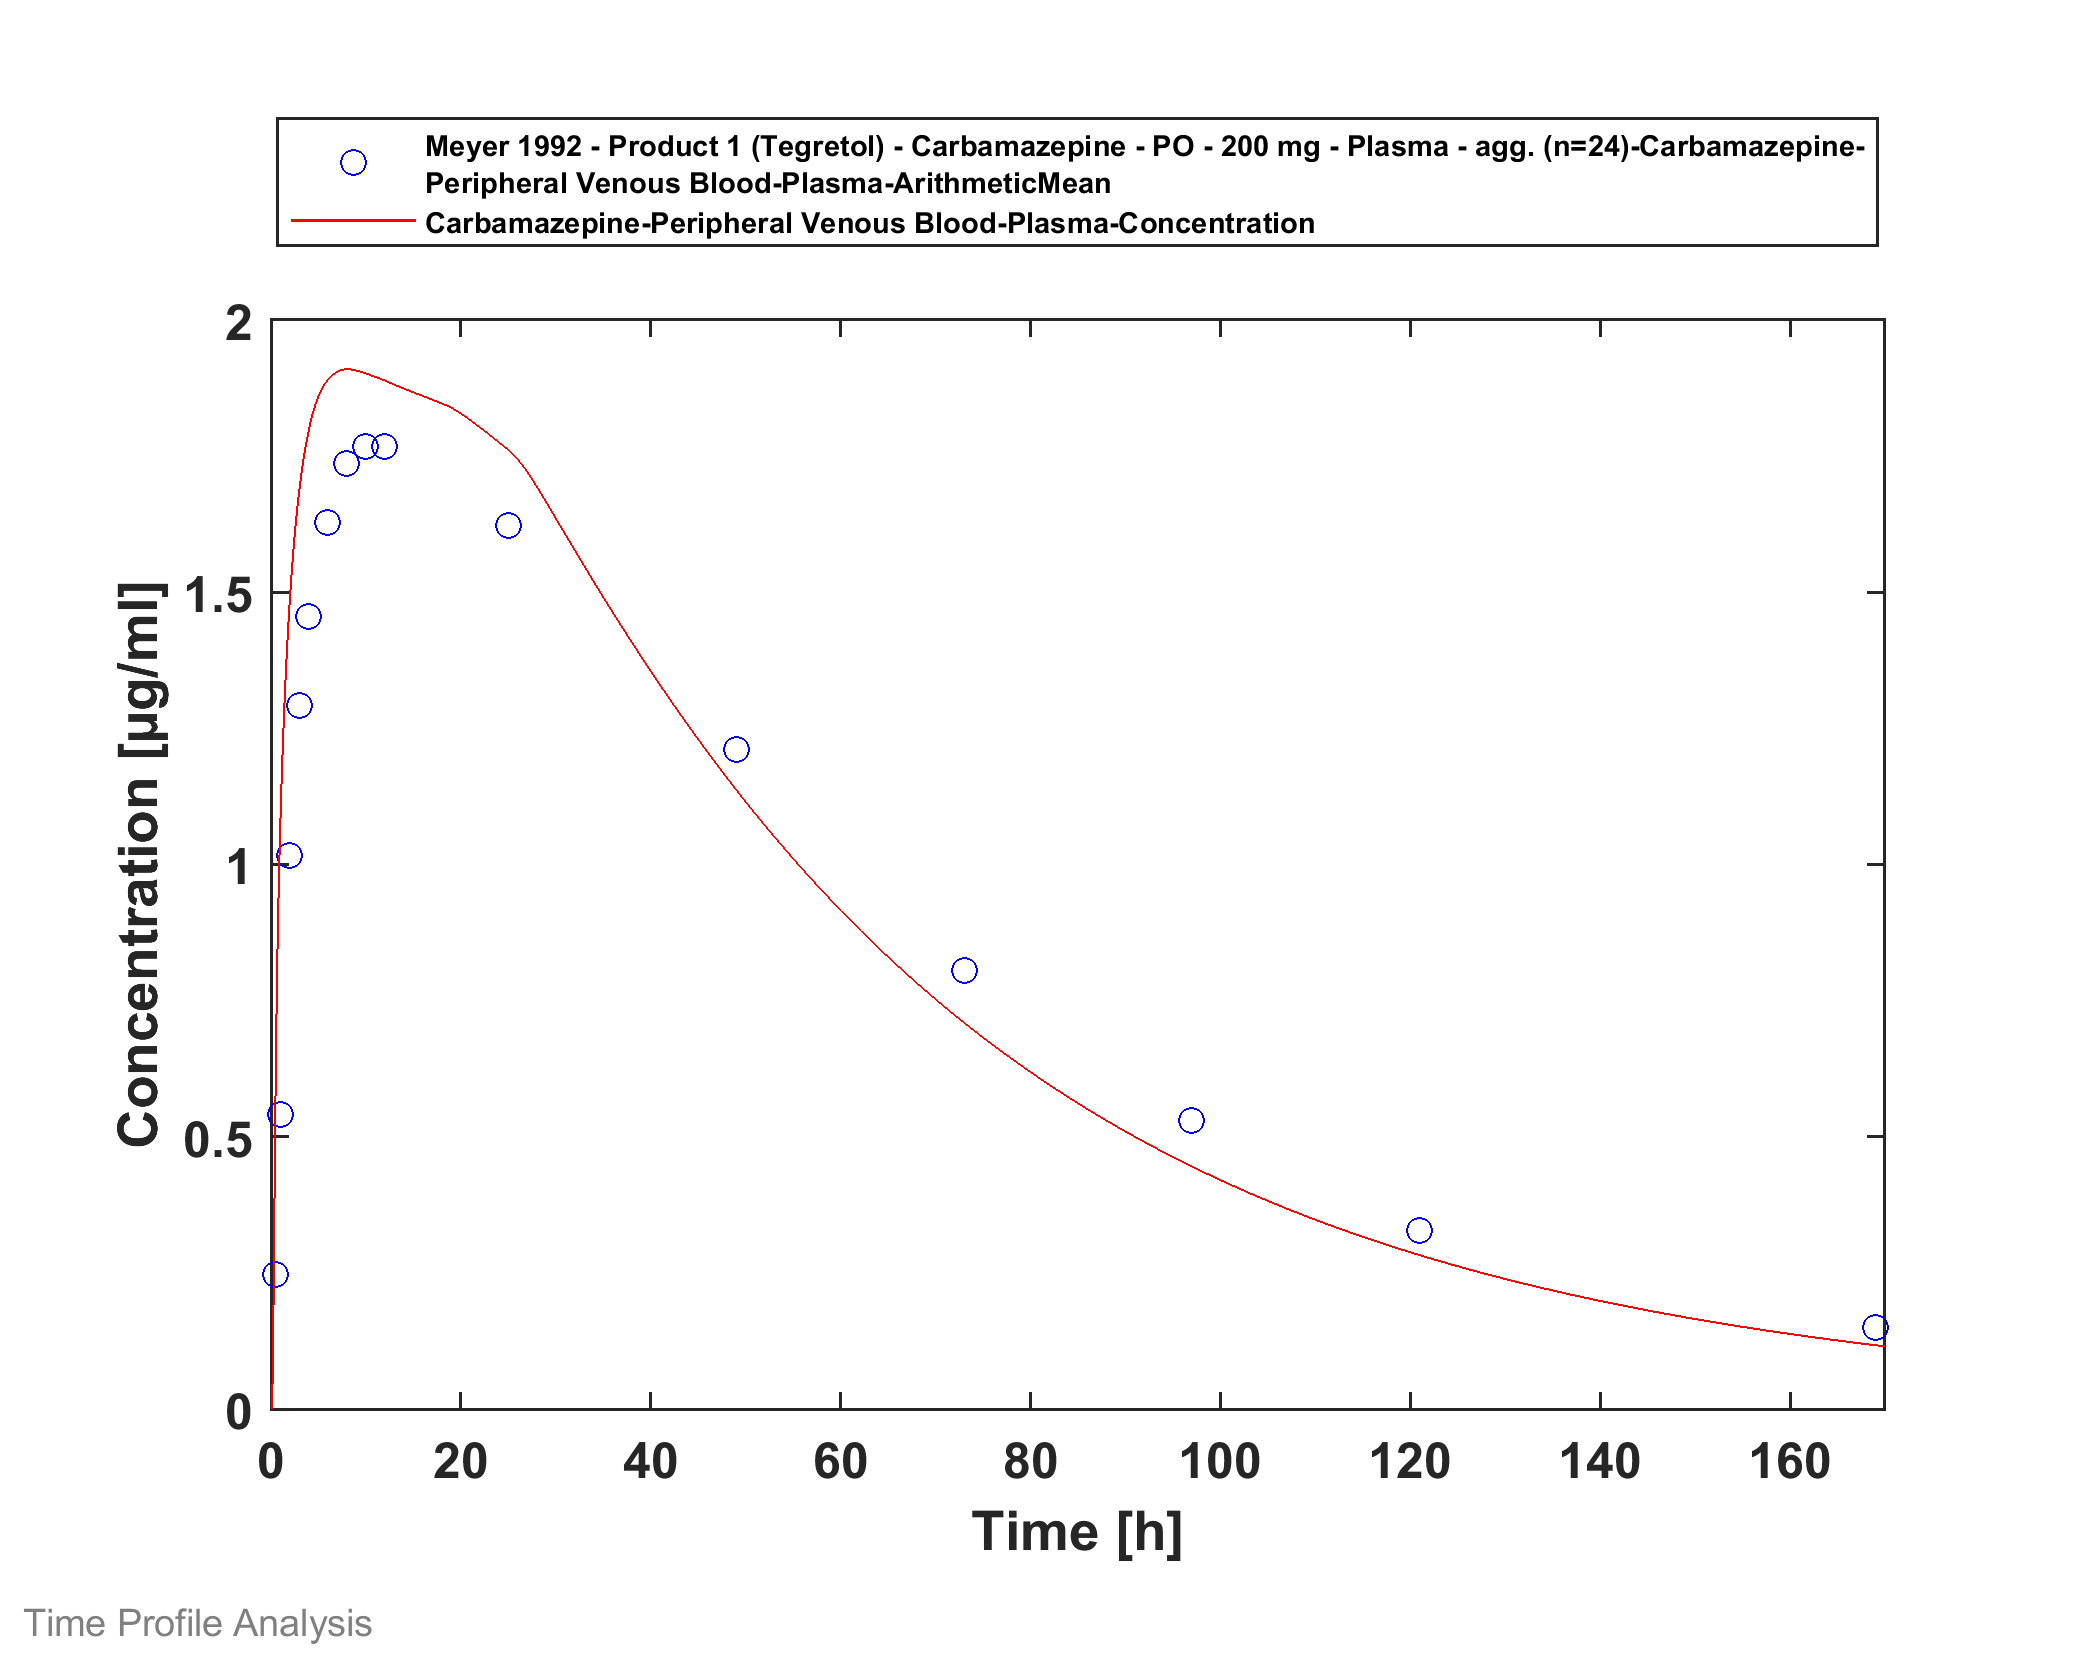 Meyer 1992 - Product 1 (Tegretol) - Carbamazepine - PO - 200 mg - Plasma - agg. (n=24)-Carbamazepine-
Peripheral Venous Blood-Plasma-ArithmeticMean
Carbamazepine-Peripheral Venous Blood-Plasma-Concentration
2
1.5
1
0.5
0
Concentration [µg/ml]
0 20 40 60 80 100 120 140 160
Time [h]
Time Profile Analysis